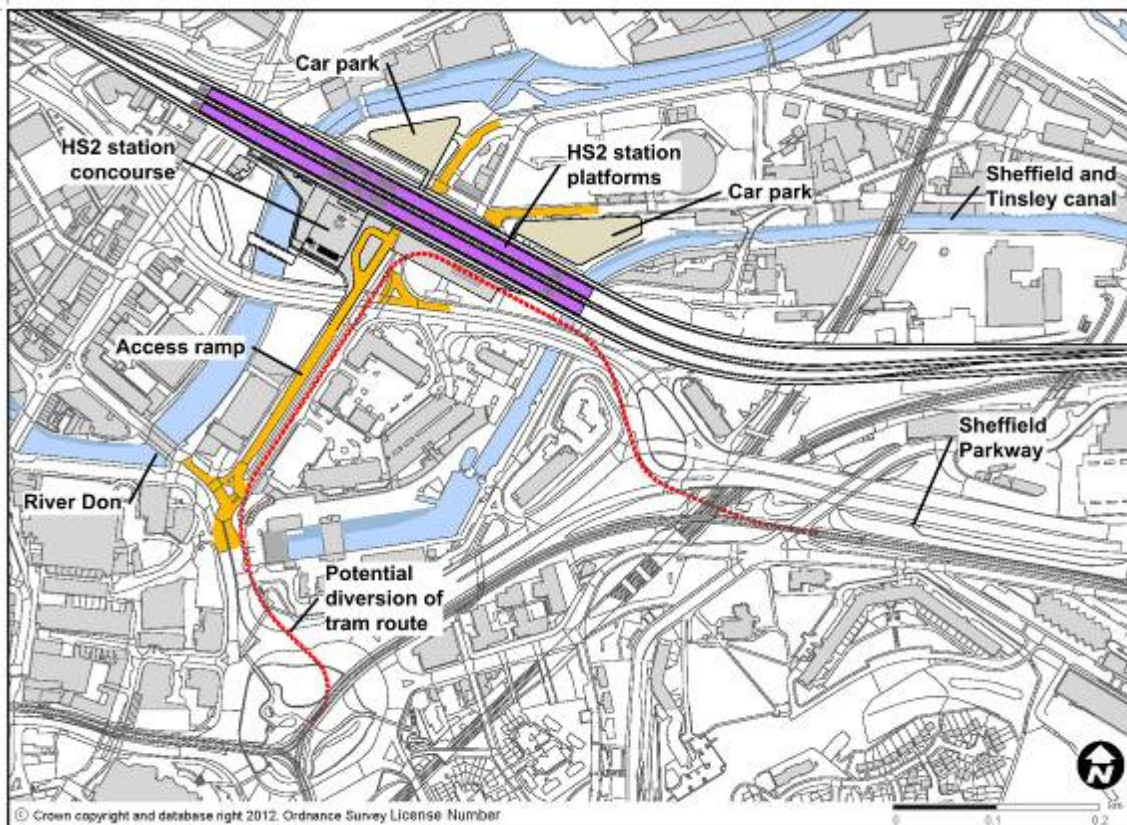 Car park
HS2 station
concourse
HS2 station
platforms
Car park
Sheffield and
Tinsley canal
Access ramp
Sheffield
Parkway
River Don
Potential
diversion of
tram route
N
km
0
0.1
0.2
© Crown copyright and database right 2012. Ordnance Survey License Number